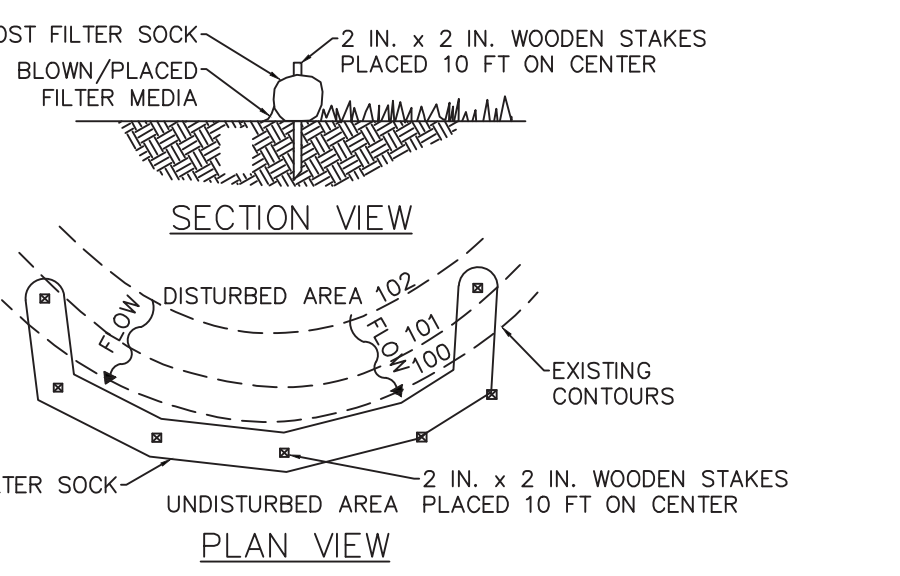 FILTER SOCK
2 IN. x 2 IN. WOODEN STAKES
PLACED 10 FT ON CENTER
BLOWN/PLACED
FILTER MEDIA
SECTION VIEW
DISTURBED AREA
102
101
100
FLOW
FLOW
EXISTING
CONTOURS
SOCK
2 IN. x 2 IN. WOODEN STAKES
PLACED 10 FT ON CENTER
UNDISTURBED AREA
PLAN VIEW